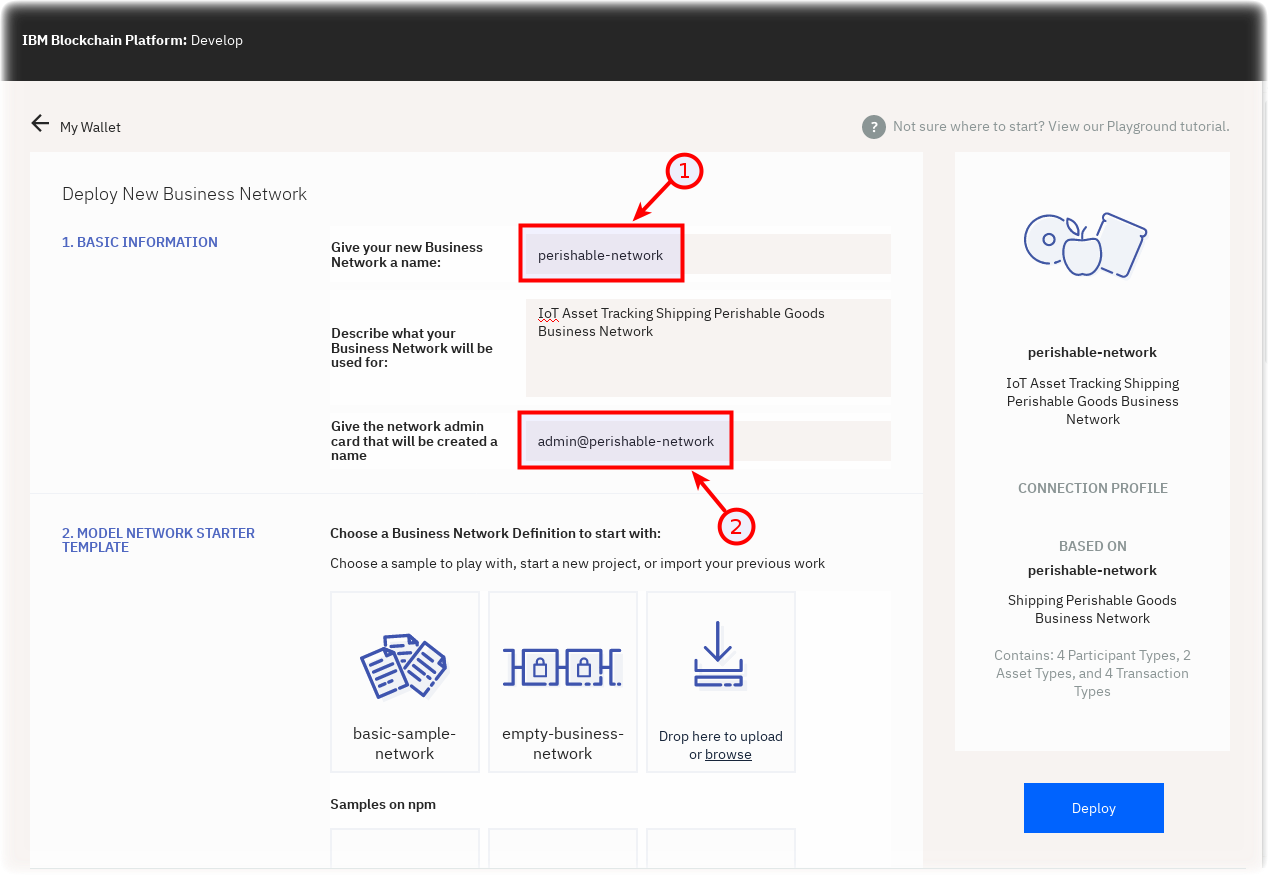 IBM Blockchain Platform: Develop
My Wallet
? Not sure where to start? View our Playground tutorial.
1
Deploy New Business Network
1. BASIC INFORMATION
Give your new Business
Network a name:
perishable-network
Describe what your
Business Network will be
used for:
IoT Asset Tracking Shipping Perishable Goods
Business Network
Give the network admin
card that will be created a
name
admin@perishable-network
2
2. MODEL NETWORK STARTER
TEMPLATE
Choose a Business Network Definition to start with:
Choose a sample to play with, start a new project, or import your previous work
basic-sample-
network
empty-business-
network
Drop here to upload
or browse
Samples on npm
perishable-network
IoT Asset Tracking Shipping
Perishable Goods Business
Network
CONNECTION PROFILE
BASED ON
perishable-network
Shipping Perishable Goods
Business Network
Contains: 4 Participant Types, 2
Asset Types, and 4 Transaction
Types
Deploy